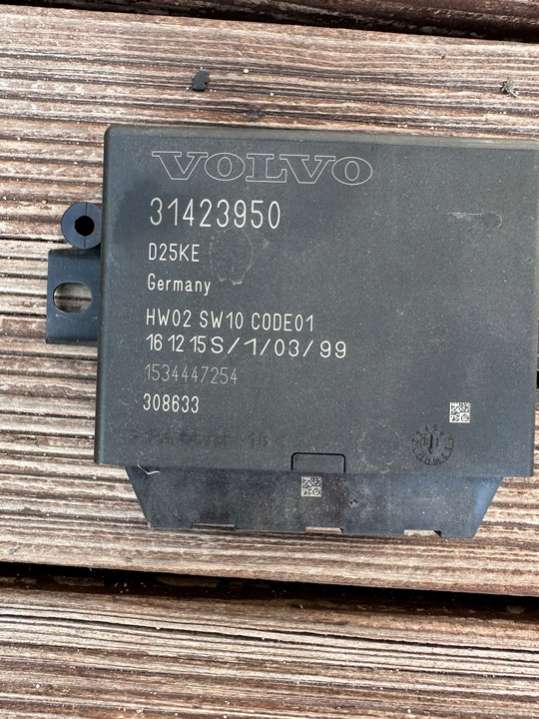 VOLVO
31423950
D25KE
Germany
HW02 SW10 CODE01
16 12 15S/1/03/99
1534447254
308633